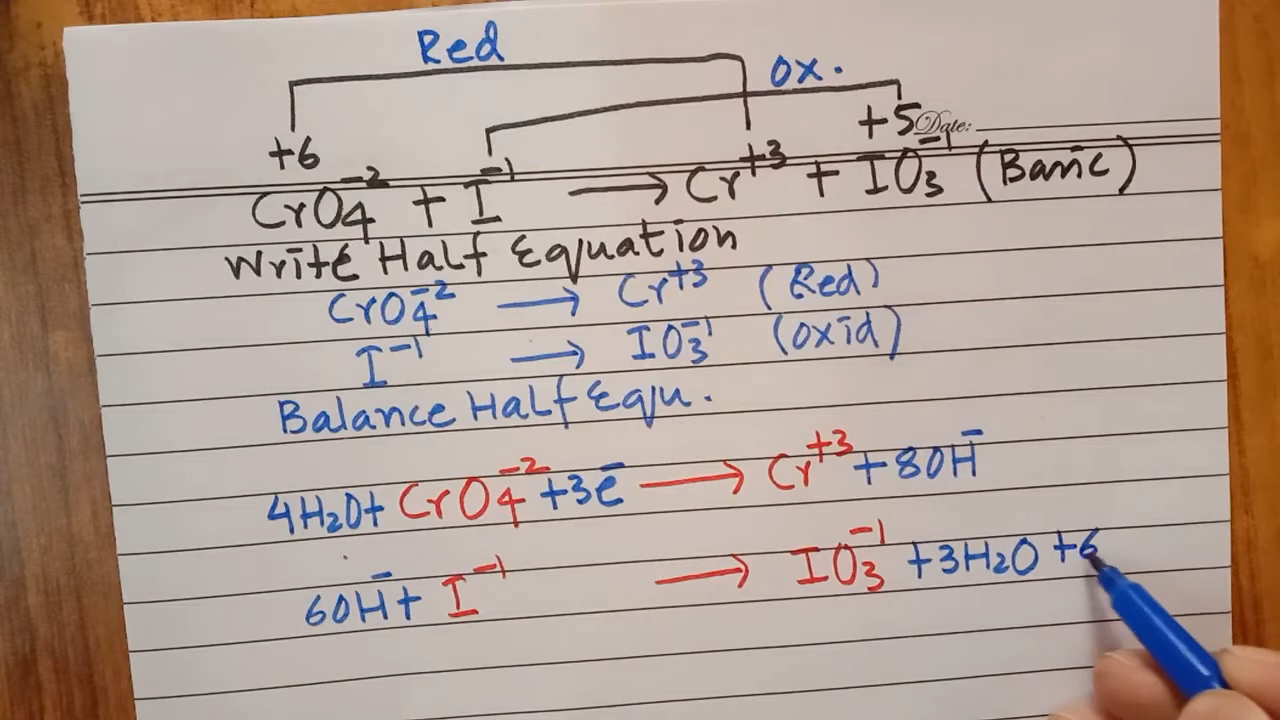 Red
ox.
+6 +5 Date:
CrO4⁻² + I⁻¹ ⟶ Cr⁺³ + IO3⁻¹ (Basic)
Write Half Equation
CrO4⁻² ⟶ Cr⁺³ (Red)
I⁻¹ ⟶ IO3⁻¹ (oxid)
Balance Half Equ.
4H2O + CrO4⁻² + 3e⁻ ⟶ Cr⁺³ + 8OH⁻
6OH⁻ + I⁻¹ ⟶ IO3⁻¹ + 3H2O + 6